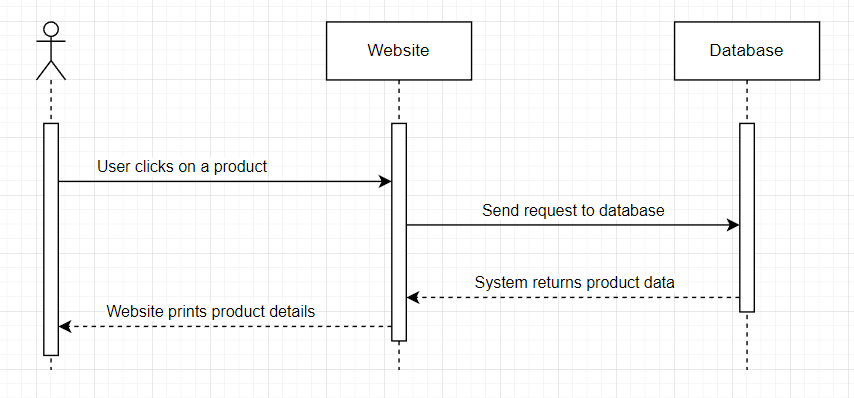 Website
Database
User clicks on a product
Send request to database
System returns product data
Website prints product details